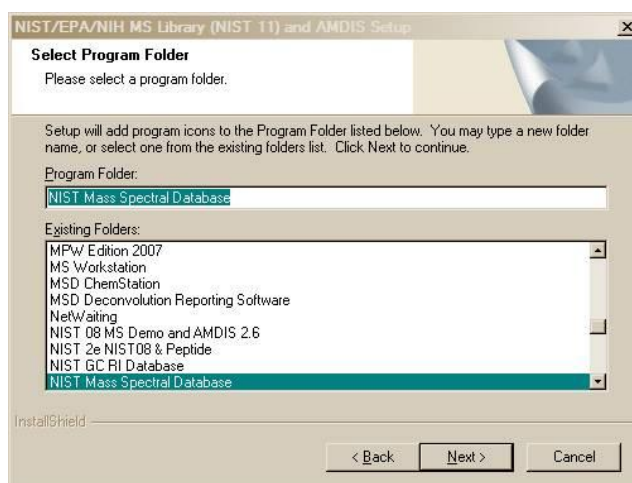 NIST/EPA/NIH MS Library (NIST 11) and AMDIS Setup
Select Program Folder
Please select a program folder.
Setup will add program icons to the Program Folder listed below. You may type a new folder
name, or select one from the existing folders list. Click Next to continue.
Program Folder:
NIST Mass Spectral Database
Existing Folders:
MPW Edition 2007
MS Workstation
MSD ChemStation
MSD Deconvolution Reporting Software
NetWaiting
NIST 08 MS Demo and AMDIS 2.6
NIST 2e NIST08 & Peptide
NIST GC RI Database
NIST Mass Spectral Database
InstallShield
< Back Next > Cancel